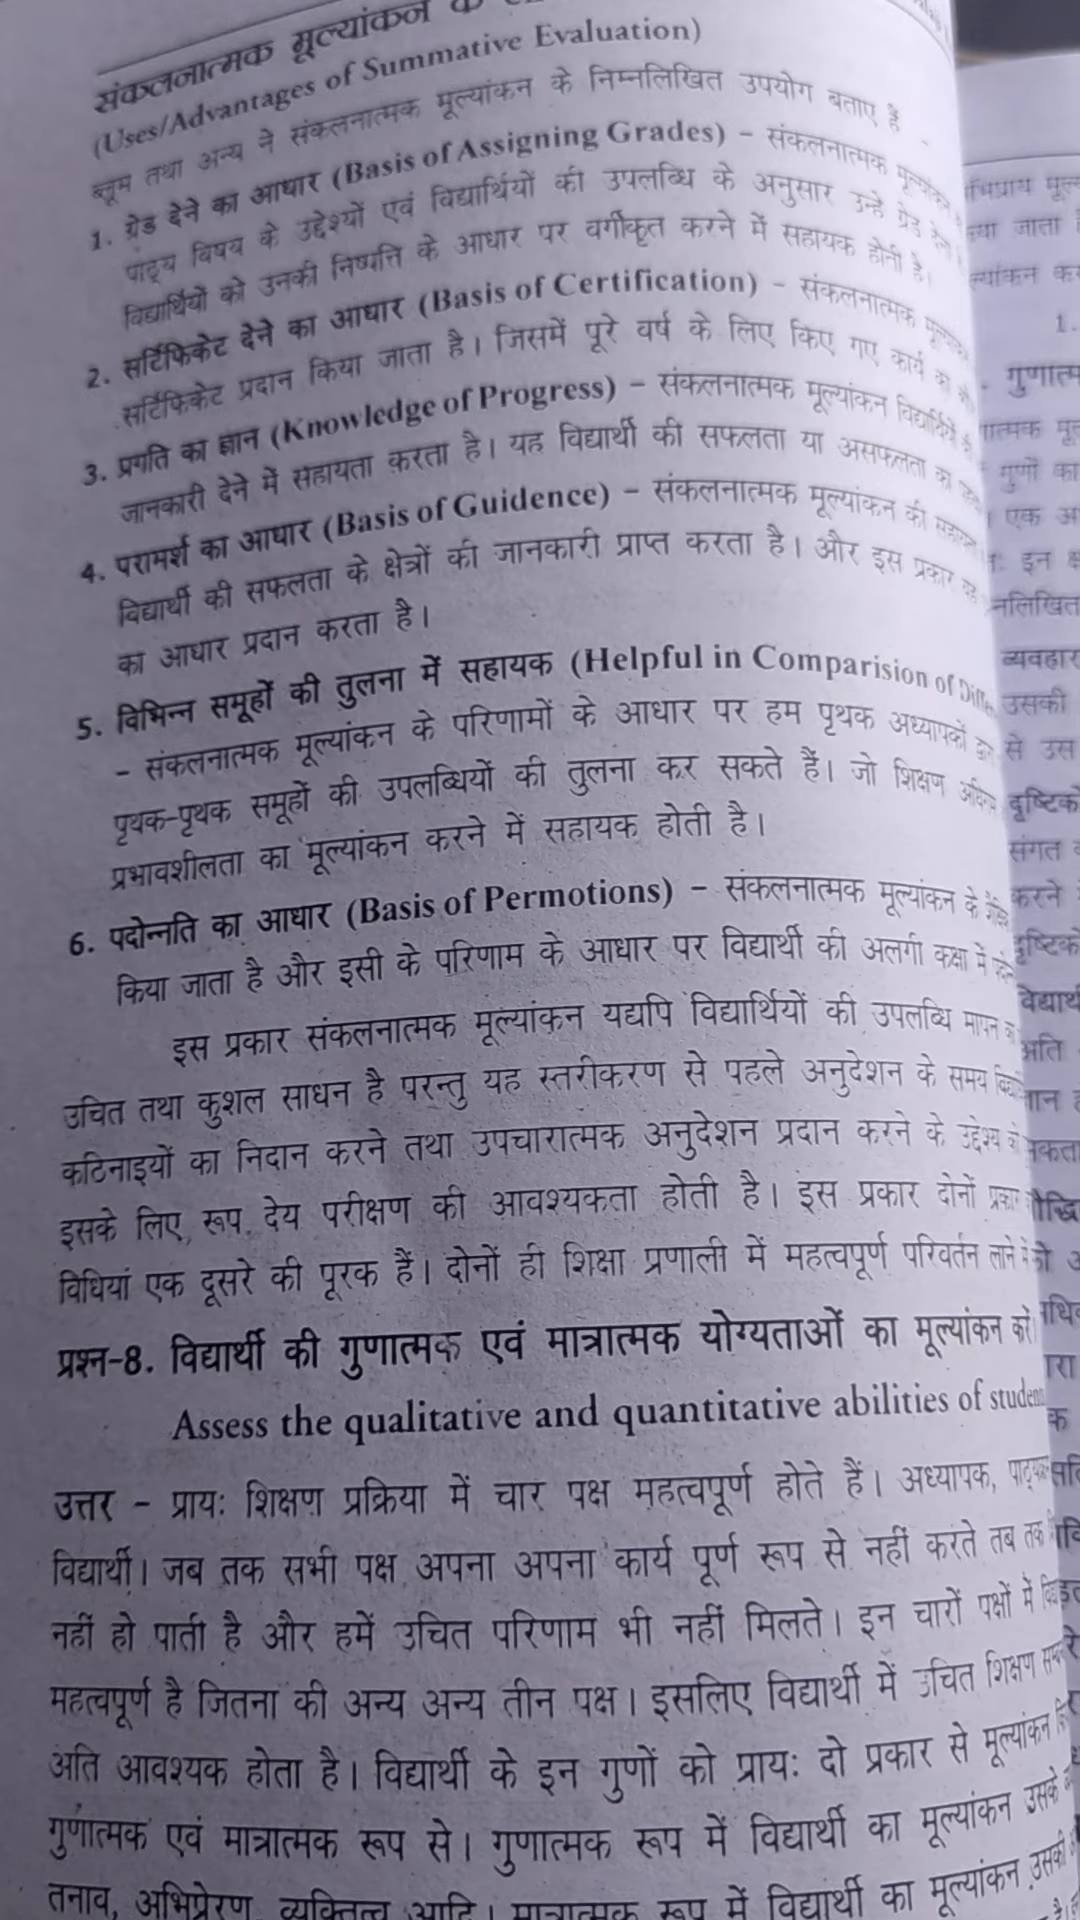 संकलनात्मक मूल्यांकन के
(Uses/Advantages of Summative Evaluation)
ब्लूम तथा अन्य ने संकलनात्मक मूल्यांकन के निम्नलिखित उपयोग बताए हैं -
1. ग्रेड देने का आधार (Basis of Assigning Grades) – संकलनात्मक मूल्यांकन
पाठ्य विषय के उद्देश्यों एवं विद्यार्थियों की उपलब्धि के अनुसार उन्हें ग्रेड
विद्यार्थियों को उनकी निष्पत्ति के आधार पर वर्गीकृत करने में सहायक होती है।
2. सर्टिफिकेट देने का आधार (Basis of Certification) – संकलनात्मक
सर्टिफिकेट प्रदान किया जाता है। जिसमें पूरे वर्ष के लिए किए गए कार्य का
3. प्रगति का ज्ञान (Knowledge of Progress) – संकलनात्मक मूल्यांकन
जानकारी देने में सहायता करता है। यह विद्यार्थी की सफलता या असफलता का
4. परामर्श का आधार (Basis of Guidence) – संकलनात्मक मूल्यांकन की
विद्यार्थी की सफलता के क्षेत्रों की जानकारी प्राप्त करता है। और इस प्रकार यह
का आधार प्रदान करता है।
5. विभिन्न समूहों की तुलना में सहायक (Helpful in Comparision of
– संकलनात्मक मूल्यांकन के परिणामों के आधार पर हम पृथक अध्यापकों
पृथक-पृथक समूहों की उपलब्धियों की तुलना कर सकते हैं। जो शिक्षण
प्रभावशीलता का मूल्यांकन करने में सहायक होती है।
6. पदोन्नति का आधार (Basis of Permotions) – संकलनात्मक मूल्यांकन के
किया जाता है और इसी के परिणाम के आधार पर विद्यार्थी की अलगी कक्षा में
इस प्रकार संकलनात्मक मूल्यांकन यद्यपि विद्यार्थियों की उपलब्धि मापन का
उचित तथा कुशल साधन है परन्तु यह स्तरीकरण से पहले अनुदेशन के समय
कठिनाइयों का निदान करने तथा उपचारात्मक अनुदेशन प्रदान करने के उद्देश्य
इसके लिए रूप देय परीक्षण की आवश्यकता होती है। इस प्रकार दोनों प्रकार
विधियां एक दूसरे की पूरक हैं। दोनों ही शिक्षा प्रणाली में महत्वपूर्ण परिवर्तन लाने में
प्रश्न-8. विद्यार्थी की गुणात्मक एवं मात्रात्मक योग्यताओं का मूल्यांकन करे।
Assess the qualitative and quantitative abilities of
उत्तर – प्राय: शिक्षण प्रक्रिया में चार पक्ष महत्वपूर्ण होते हैं। अध्यापक,
विद्यार्थी। जब तक सभी पक्ष अपना अपना कार्य पूर्ण रूप से नहीं करते तब तक
नहीं हो पाती है और हमें उचित परिणाम भी नहीं मिलते। इन चारों पक्षों में
महत्वपूर्ण है जितना की अन्य अन्य तीन पक्ष। इसलिए विद्यार्थी में उचित शिक्षण
अति आवश्यक होता है। विद्यार्थी के इन गुणों को प्राय: दो प्रकार से मूल्यांकन
गुणात्मक एवं मात्रात्मक रूप से। गुणात्मक रूप में विद्यार्थी का मूल्यांकन उसके
तनाव, अभिप्रेरण, व्यक्तित्व आदि। मात्रात्मक रूप में विद्यार्थी का मूल्यांकन उसकी